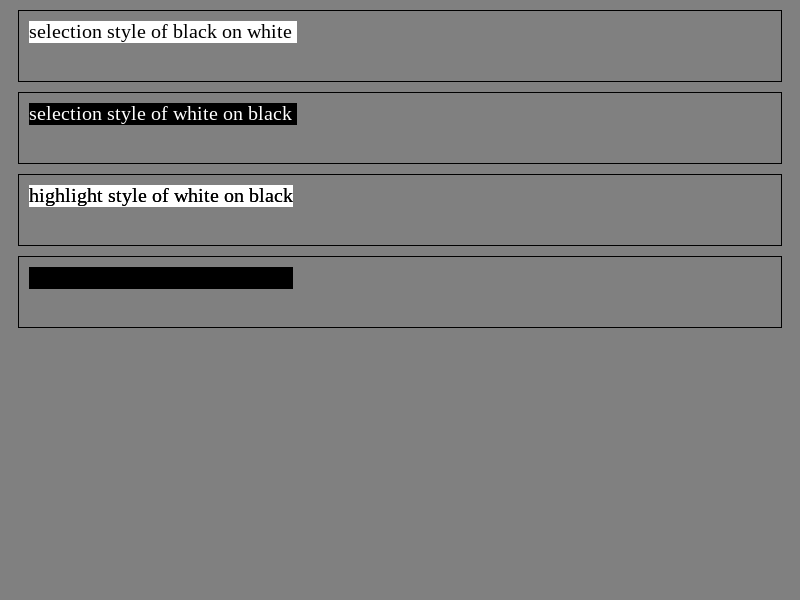 selection style of black on white
selection style of white on black
highlight style of white on black